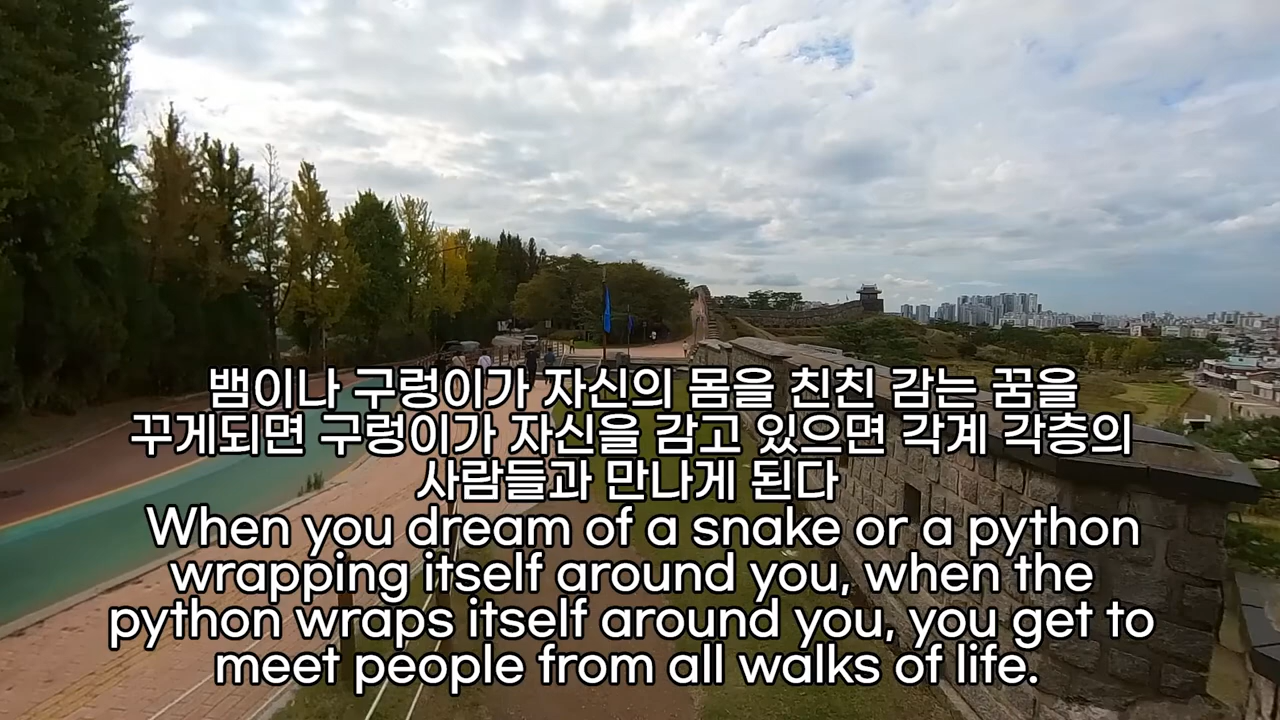 뱀이나 구렁이가 자신의 몸을 친친 감는 꿈을
꾸게되면 구렁이가 자신을 감고 있으면 각계 각층의
사람들과 만나게 된다
When you dream of a snake or a python
wrapping itself around you, when the
python wraps itself around you, you get to
meet people from all walks of life.